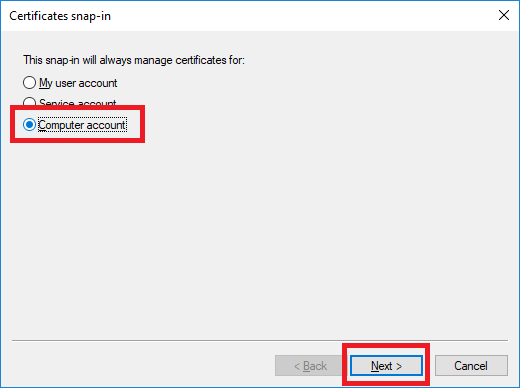 Certificates snap-in
This snap-in will always manage certificates for:
My user account
Service account
Computer account
< Back Next > Cancel